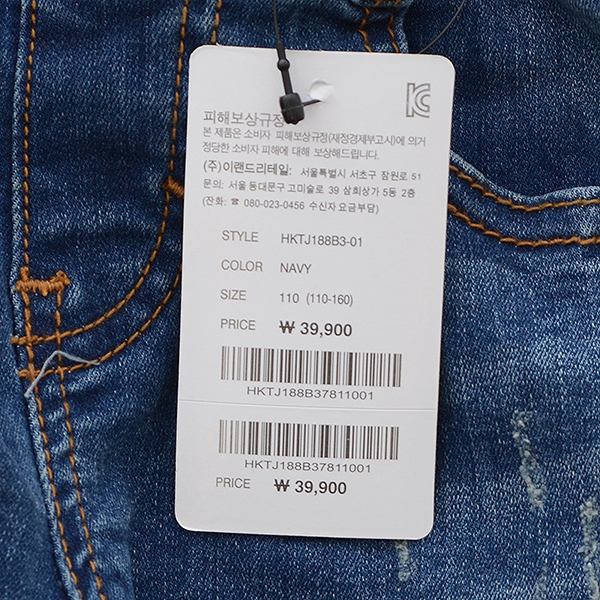 피해보상규정
본 제품은 소비자 피해보상규정(재정경제부고시)에 의거
정당한 소비자 피해에 대해 보상해드립니다.
(주)이랜드리테일: 서울특별시 서초구 잠원로 51
문의: 서울 동대문구 고미술로 39 삼희상가 5동 2층
(전화: ☎ 080-023-0456 수신자 요금부담)
STYLE HKTJ188B3-01
COLOR NAVY
SIZE 110 (110-160)
PRICE ₩ 39,900
HKTJ188B37811001
HKTJ188B37811001
PRICE ₩ 39,900